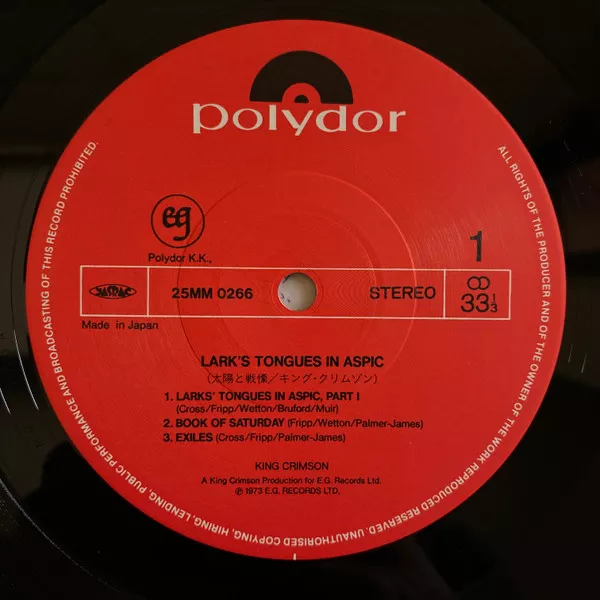 polydor
eg
Polydor K.K.,
1
JASRAC
25MM 0266
STEREO
33 1/3
Made in Japan
LARK'S TONGUES IN ASPIC
(太陽と戦慄/キング・クリムゾン)
1. LARKS' TONGUES IN ASPIC, PART I
(Cross/Fripp/Wetton/Bruford/Muir)
2. BOOK OF SATURDAY (Fripp/Wetton/Palmer-James)
3. EXILES (Cross/Fripp/Palmer-James)
KING CRIMSON
A King Crimson Production for E.G. Records Ltd.
℗ 1973 E.G. RECORDS LTD.
ALL RIGHTS OF THE PRODUCER AND OF THE OWNER OF THE WORK REPRODUCED RESERVED. UNAUTHORISED COPYING, HIRING, LENDING, PUBLIC PERFORMANCE AND BROADCASTING OF THIS RECORD PROHIBITED.